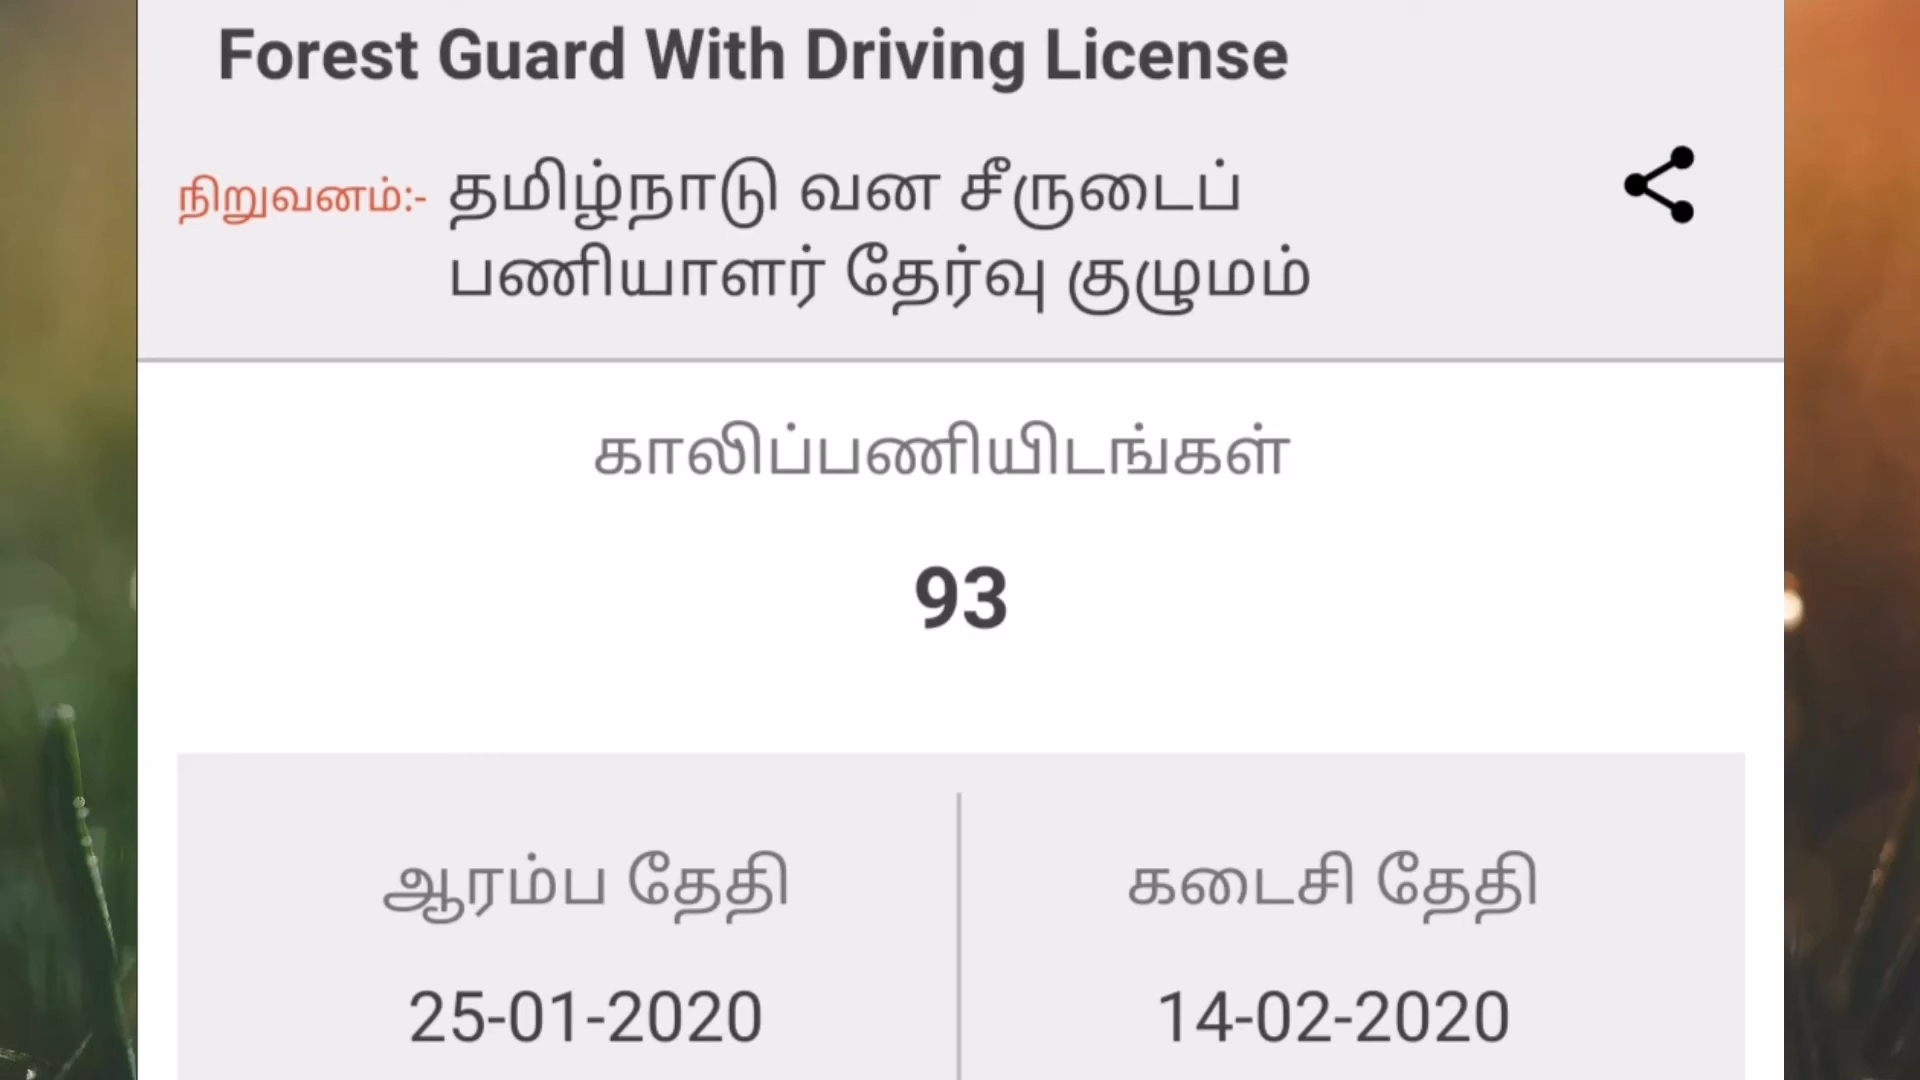 Forest Guard With Driving License
நிறுவனம்:- தமிழ்நாடு வன சீருடைப்
பணியாளர் தேர்வு குழுமம்
காலிப்பணியிடங்கள்
93
ஆரம்ப தேதி கடைசி தேதி
25-01-2020 14-02-2020